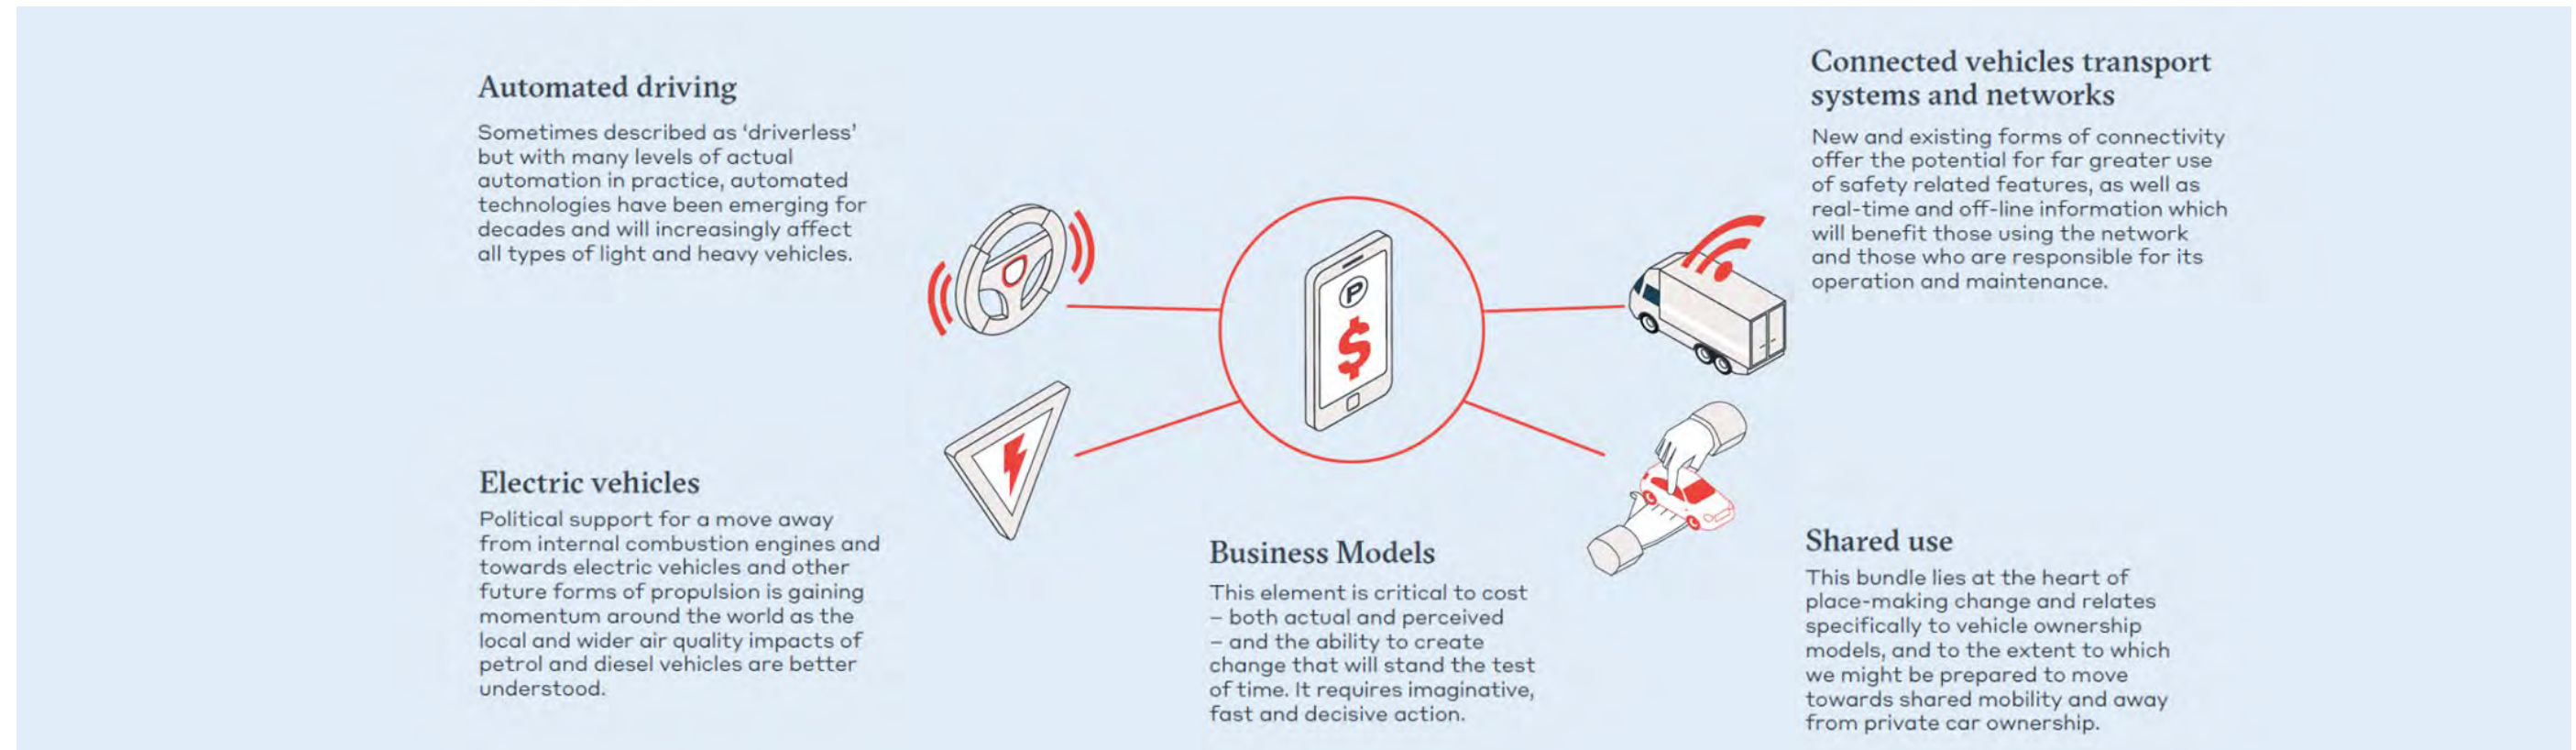 Automated driving
Sometimes described as ‘driverless’
but with many levels of actual
automation in practice, automated
technologies have been emerging for
decades and will increasingly affect
all types of light and heavy vehicles.
Electric vehicles
Political support for a move away
from internal combustion engines and
towards electric vehicles and other
future forms of propulsion is gaining
momentum around the world as the
local and wider air quality impacts of
petrol and diesel vehicles are better
understood.
P
$
Business Models
This element is critical to cost
– both actual and perceived
– and the ability to create
change that will stand the test
of time. It requires imaginative,
fast and decisive action.
Connected vehicles transport
systems and networks
New and existing forms of connectivity
offer the potential for far greater use
of safety related features, as well as
real-time and off-line information which
will benefit those using the network
and those who are responsible for its
operation and maintenance.
Shared use
This bundle lies at the heart of
place-making change and relates
specifically to vehicle ownership
models, and to the extent to which
we might be prepared to move
towards shared mobility and away
from private car ownership.